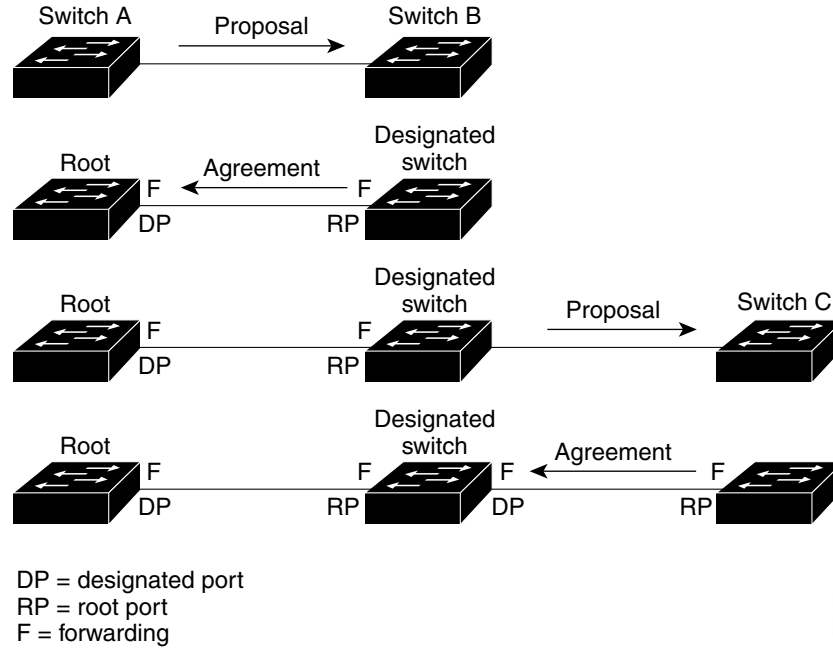 Switch A
Proposal
Switch B
Root
F
Agreement
F
Designated
switch
DP
RP
Root
F
F
Designated
switch
Proposal
Switch C
DP
RP
Root
F
F
Designated
switch
F
Agreement
F
DP
RP
DP
RP
DP = designated port
RP = root port
F = forwarding